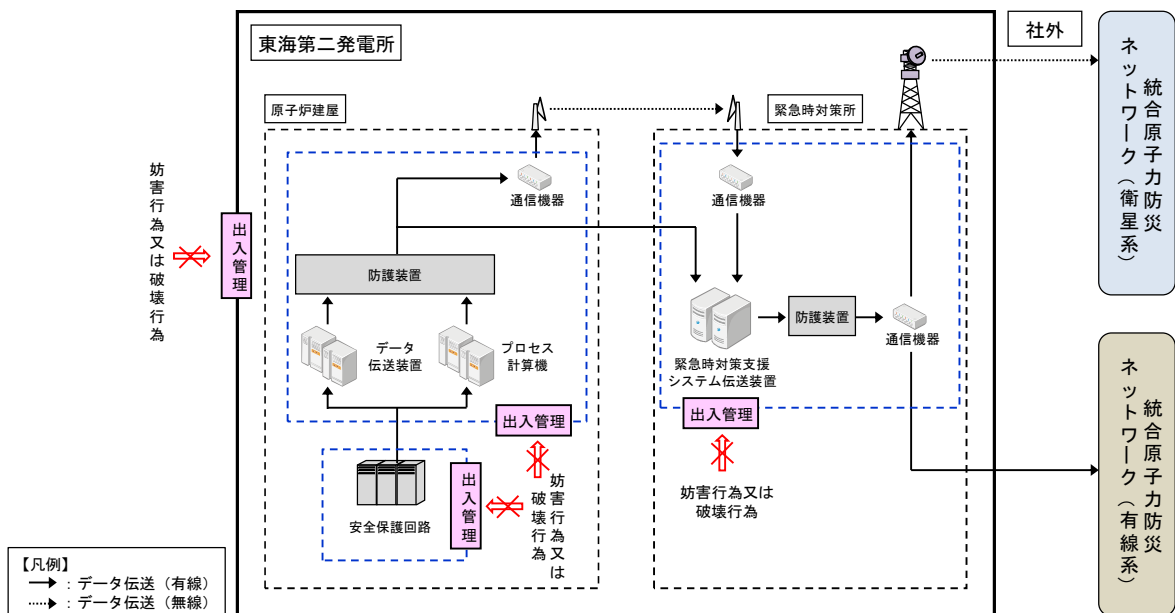 東海第二発電所
社外
原子炉建屋
緊急時対策所
統合原子力防災
ネットワーク(衛星系)
妨害行為又は破壊行為
出入管理
通信機器
通信機器
防護装置
防護装置
通信機器
データ
伝送装置
プロセス
計算機
緊急時対策支援
システム伝送装置
統合原子力防災
ネットワーク(有線系)
出入管理
出入管理
安全保護回路
出入管理
妨害行為又は
破壊行為
妨害行為又は
破壊行為
【凡例】
:データ伝送(有線)
:データ伝送(無線)